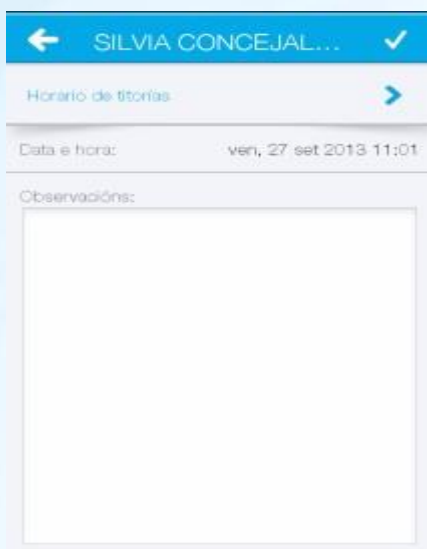 SILVIA CONCEJAL...
Horario de titorías
Data e hora: ven, 27 set 2013 11:01
Observacións: